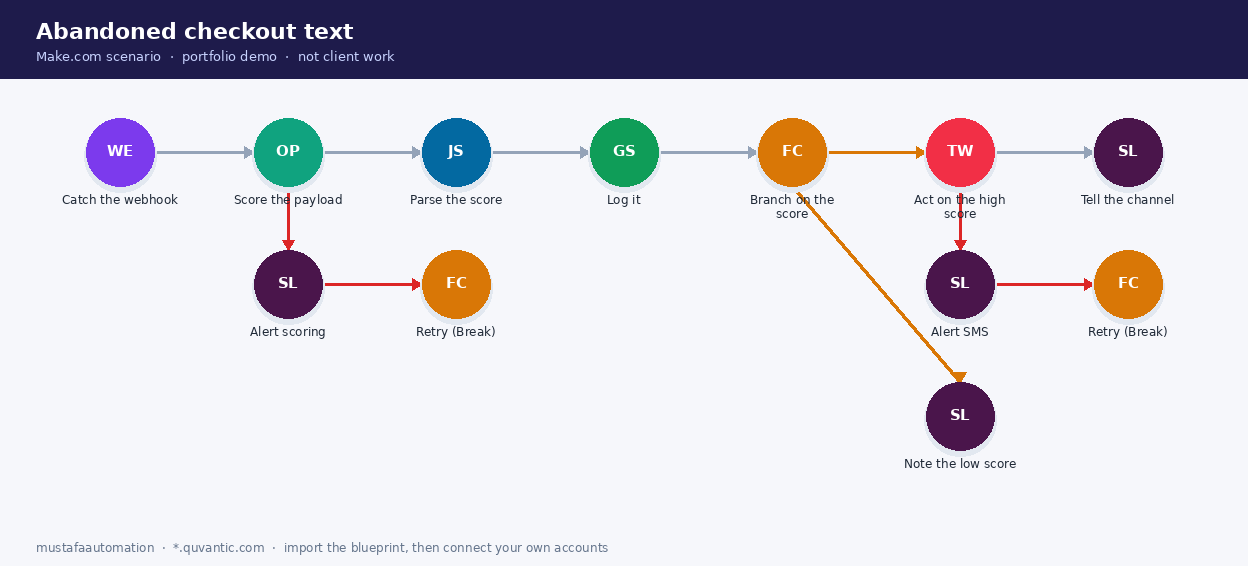 Abandoned checkout text
Make.com scenario · portfolio demo · not client work
WE
OP
JS
GS
FC
TW
SL
Catch the webhook
Score the payload
Parse the score
Log it
Branch on the
score
Act on the high
score
Tell the channel
SL
FC
SL
FC
Alert scoring
Retry (Break)
Alert SMS
Retry (Break)
SL
Note the low score
mustafaautomation · *.quvantic.com · import the blueprint, then connect your own accounts